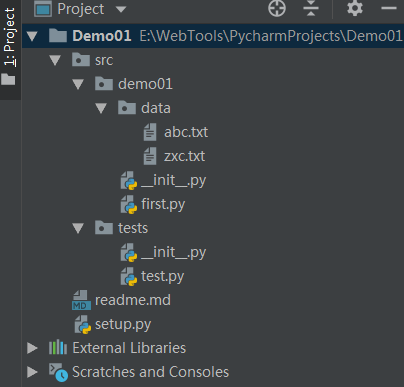 1: Project
Project
Demo01 E:\WebTools\PycharmProjects\Demo01
src
demo01
data
abc.txt
zxc.txt
__init__.py
first.py
tests
__init__.py
test.py
MD readme.md
setup.py
External Libraries
Scratches and Consoles